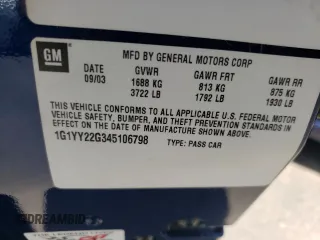 GM
MFD BY GENERAL MOTORS CORP
DATE GVWR GAWR FRT GAWR RR
09/03 1688 KG 813 KG 875 KG
3722 LB 1792 LB 1930 LB
THIS VEHICLE CONFORMS TO ALL APPLICABLE U.S. FEDERAL MOTOR
VEHICLE SAFETY, BUMPER, AND THEFT PREVENTION STANDARDS IN
EFFECT ON THE DATE OF MANUFACTURE SHOWN ABOVE.
1G1YY22G345106798 TYPE: PASS CAR
DREAMBID